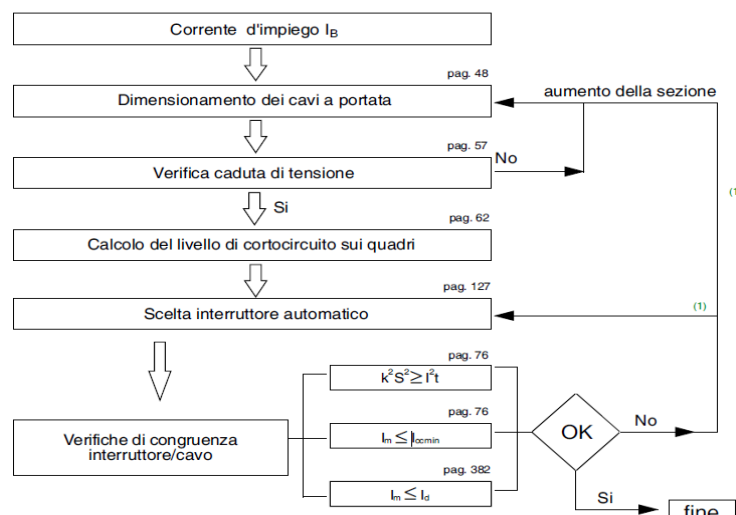 Corrente d'impiego I_B
pag. 48
aumento della sezione
Dimensionamento dei cavi a portata
pag. 57
No
Verifica caduta di tensione
Si
pag. 62
Calcolo del livello di cortocircuito sui quadri
pag. 127
(1
(1)
Scelta interruttore automatico
pag. 76
k²S² ≥ I²t
pag. 76
I_m ≤ I_ccmin
pag. 382
I_m ≤ I_d
Verifiche di congruenza
interruttore/cavo
OK
No
Si
fine